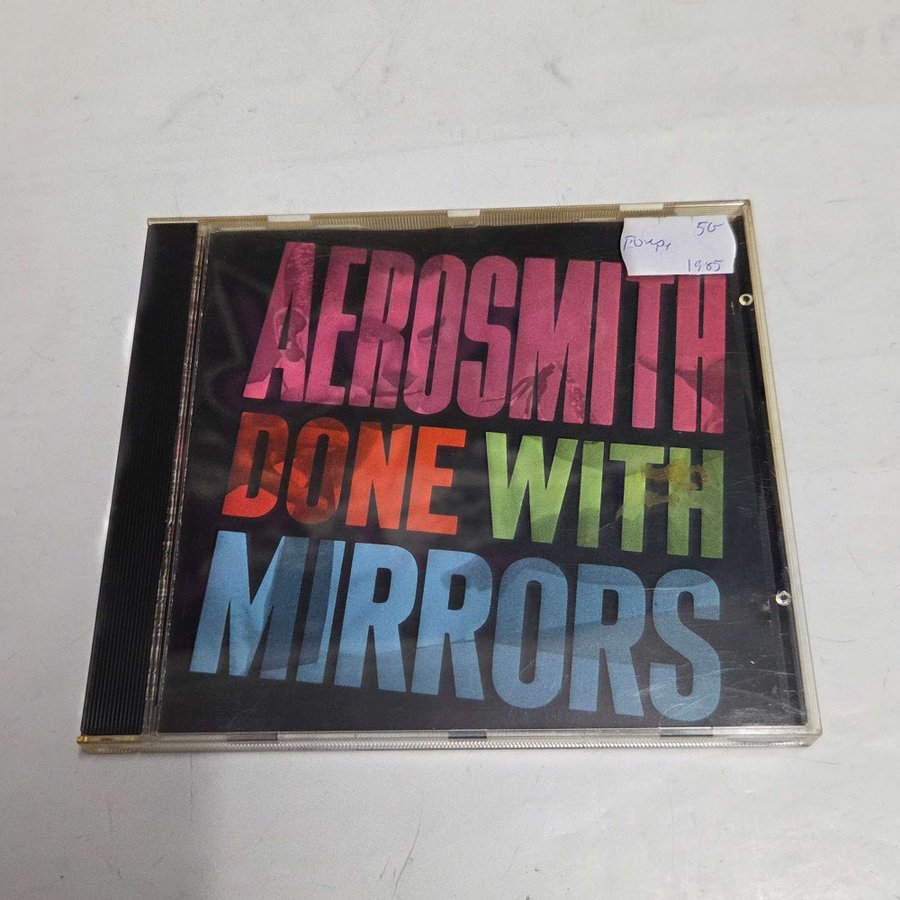 50
1985
AEROSMITH
DONE WITH
MIRRORS